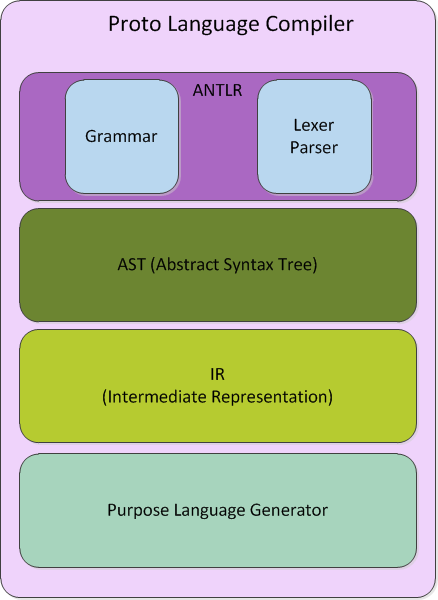 Proto Language Compiler
ANTLR
Grammar
Lexer
Parser
AST (Abstract Syntax Tree)
IR
(Intermediate Representation)
Purpose Language Generator